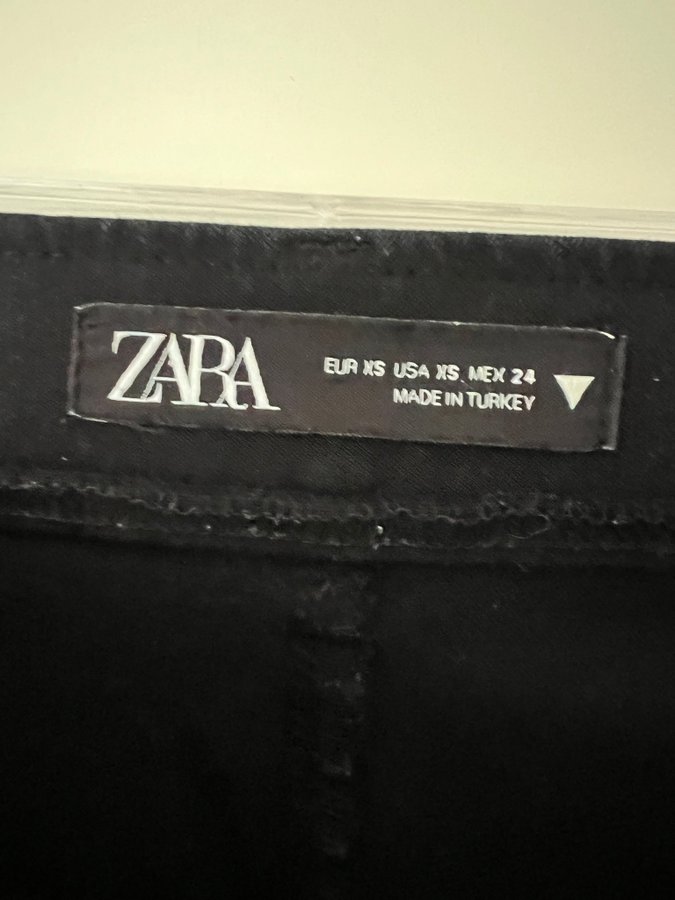 ZARA
EUR XS USA XS MEX 24
MADE IN TURKEY